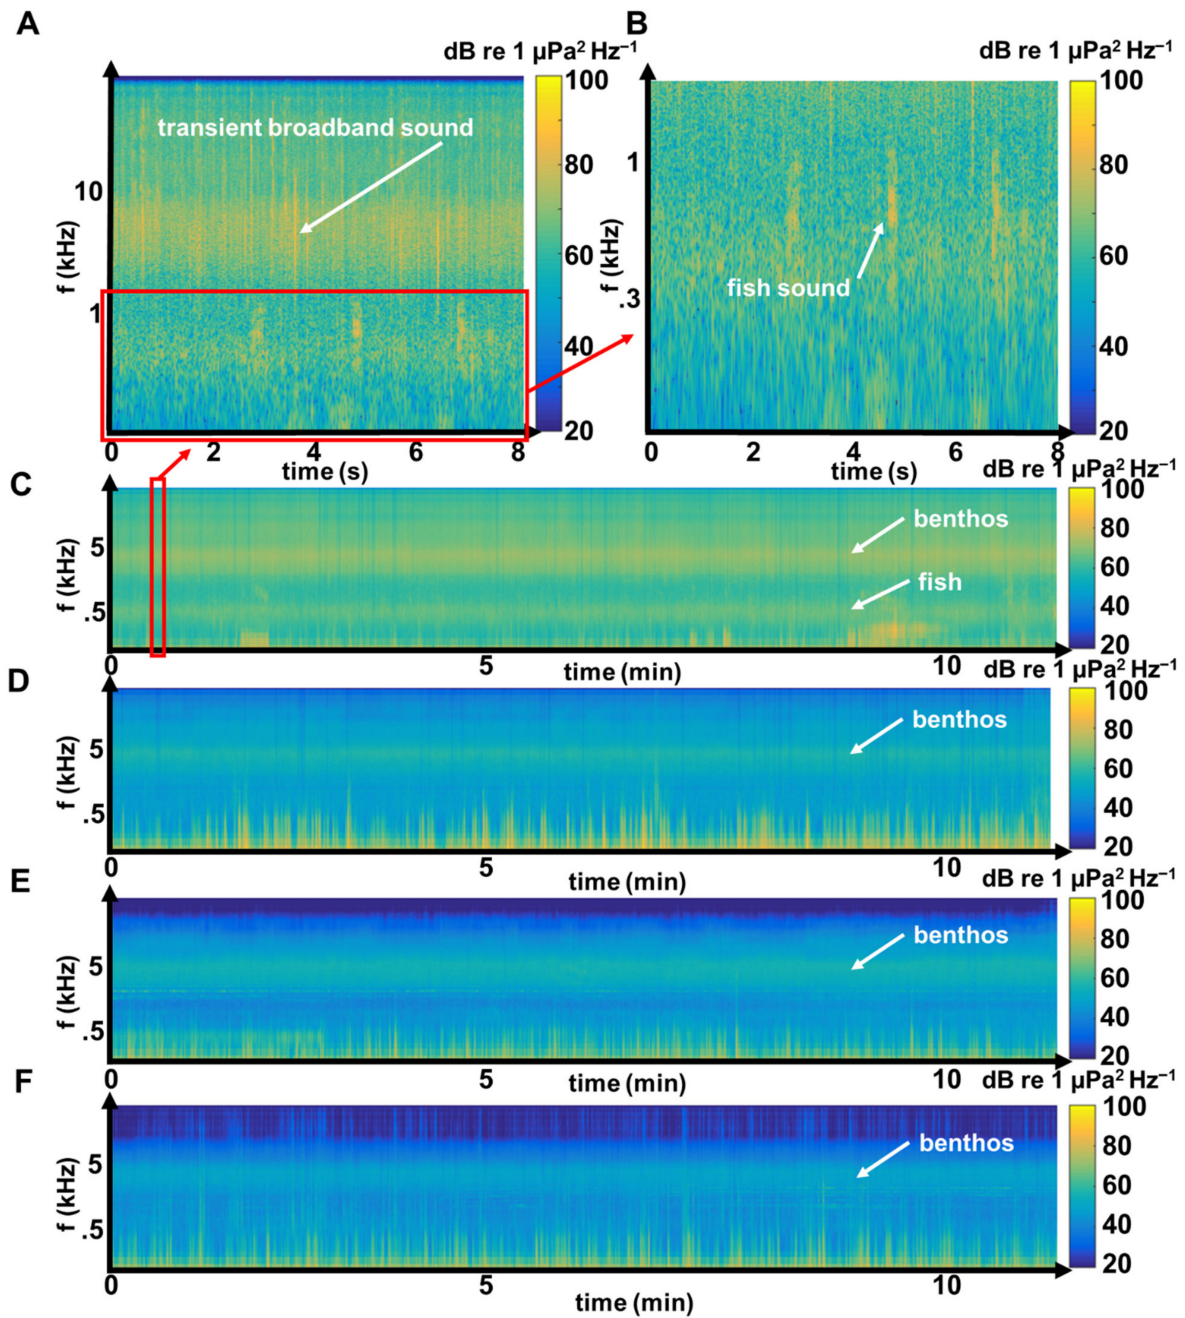 A
dB re 1 µPa² Hz⁻¹
transient broadband sound
10
1
f (kHz)
0 2 4 6 8
time (s)
100
80
60
40
20
B
dB re 1 µPa² Hz⁻¹
fish sound
1
.3
f (kHz)
0 2 4 6 8
time (s)
100
80
60
40
20
C
dB re 1 µPa² Hz⁻¹
benthos
fish
5
.5
f (kHz)
0 5 10
time (min)
100
80
60
40
20
D
dB re 1 µPa² Hz⁻¹
benthos
5
.5
f (kHz)
0 5 10
time (min)
100
80
60
40
20
E
dB re 1 µPa² Hz⁻¹
benthos
5
.5
f (kHz)
0 5 10
time (min)
100
80
60
40
20
F
dB re 1 µPa² Hz⁻¹
benthos
5
.5
f (kHz)
0 5 10
time (min)
100
80
60
40
20